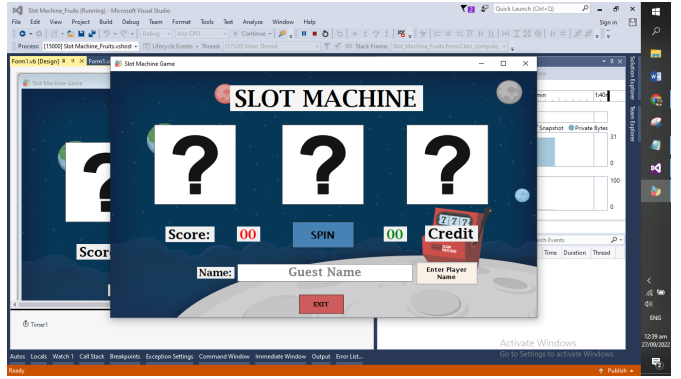 Slot Machine_Fruits (Running) - Microsoft Visual Studio
Quick Launch (Ctrl+Q)
File Edit View Project Build Debug Team Format Tools Test Analyze Window Help
Sign in
Debug Any CPU Continue
Process: [15000] Slot Machine_Fruits.vshost Lifecycle Events Thread: [17220] Main Thread Stack Frame: Slot_Machine_Fruits.Form1.btn_compute_
Form1.vb [Design]
Slot Machine Game
Slot Machine Game
SLOT MACHINE
? ? ?
Score: 00 SPIN 00 Credit
777
Name: Guest Name Enter Player Name
EXIT
Score
min 1:40
Snapshot Private Bytes
31
0
100
0
Search Events
Time Duration Thread
Solution Explorer
Team Explorer
Timer1
Autos Locals Watch 1 Call Stack Breakpoints Exception Settings Command Window Immediate Window Output Error List...
Activate Windows
Go to Settings to activate Windows.
Ready
Publish
ENG
12:39 am
27/09/2022
2